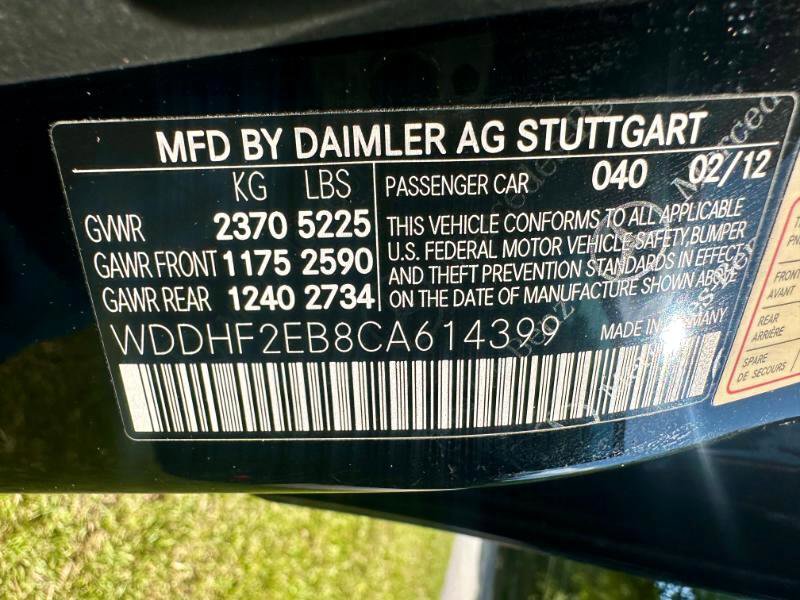 MFD BY DAIMLER AG STUTTGART
KG LBS
GVWR 2370 5225
GAWR FRONT 1175 2590
GAWR REAR 1240 2734
PASSENGER CAR 040 02/12
THIS VEHICLE CONFORMS TO ALL APPLICABLE
U.S. FEDERAL MOTOR VEHICLE SAFETY,BUMPER
AND THEFT PREVENTION STANDARDS IN EFFECT
ON THE DATE OF MANUFACTURE SHOWN ABOVE
WDDHF2EB8CA614399 MADE IN GERMANY
FRONT
AVANT
REAR
ARRIÈRE
SPARE
DE SECOURS